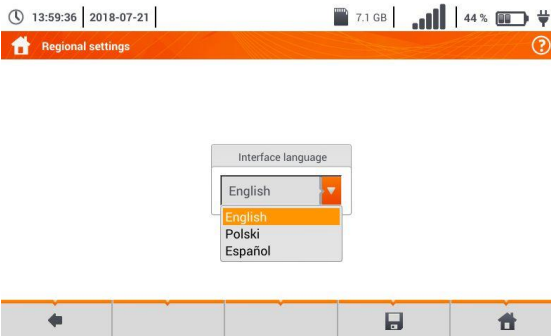 13:59:36 2018-07-21 7.1 GB 44 %
Regional settings ?
Interface language
English
English
Polski
Español